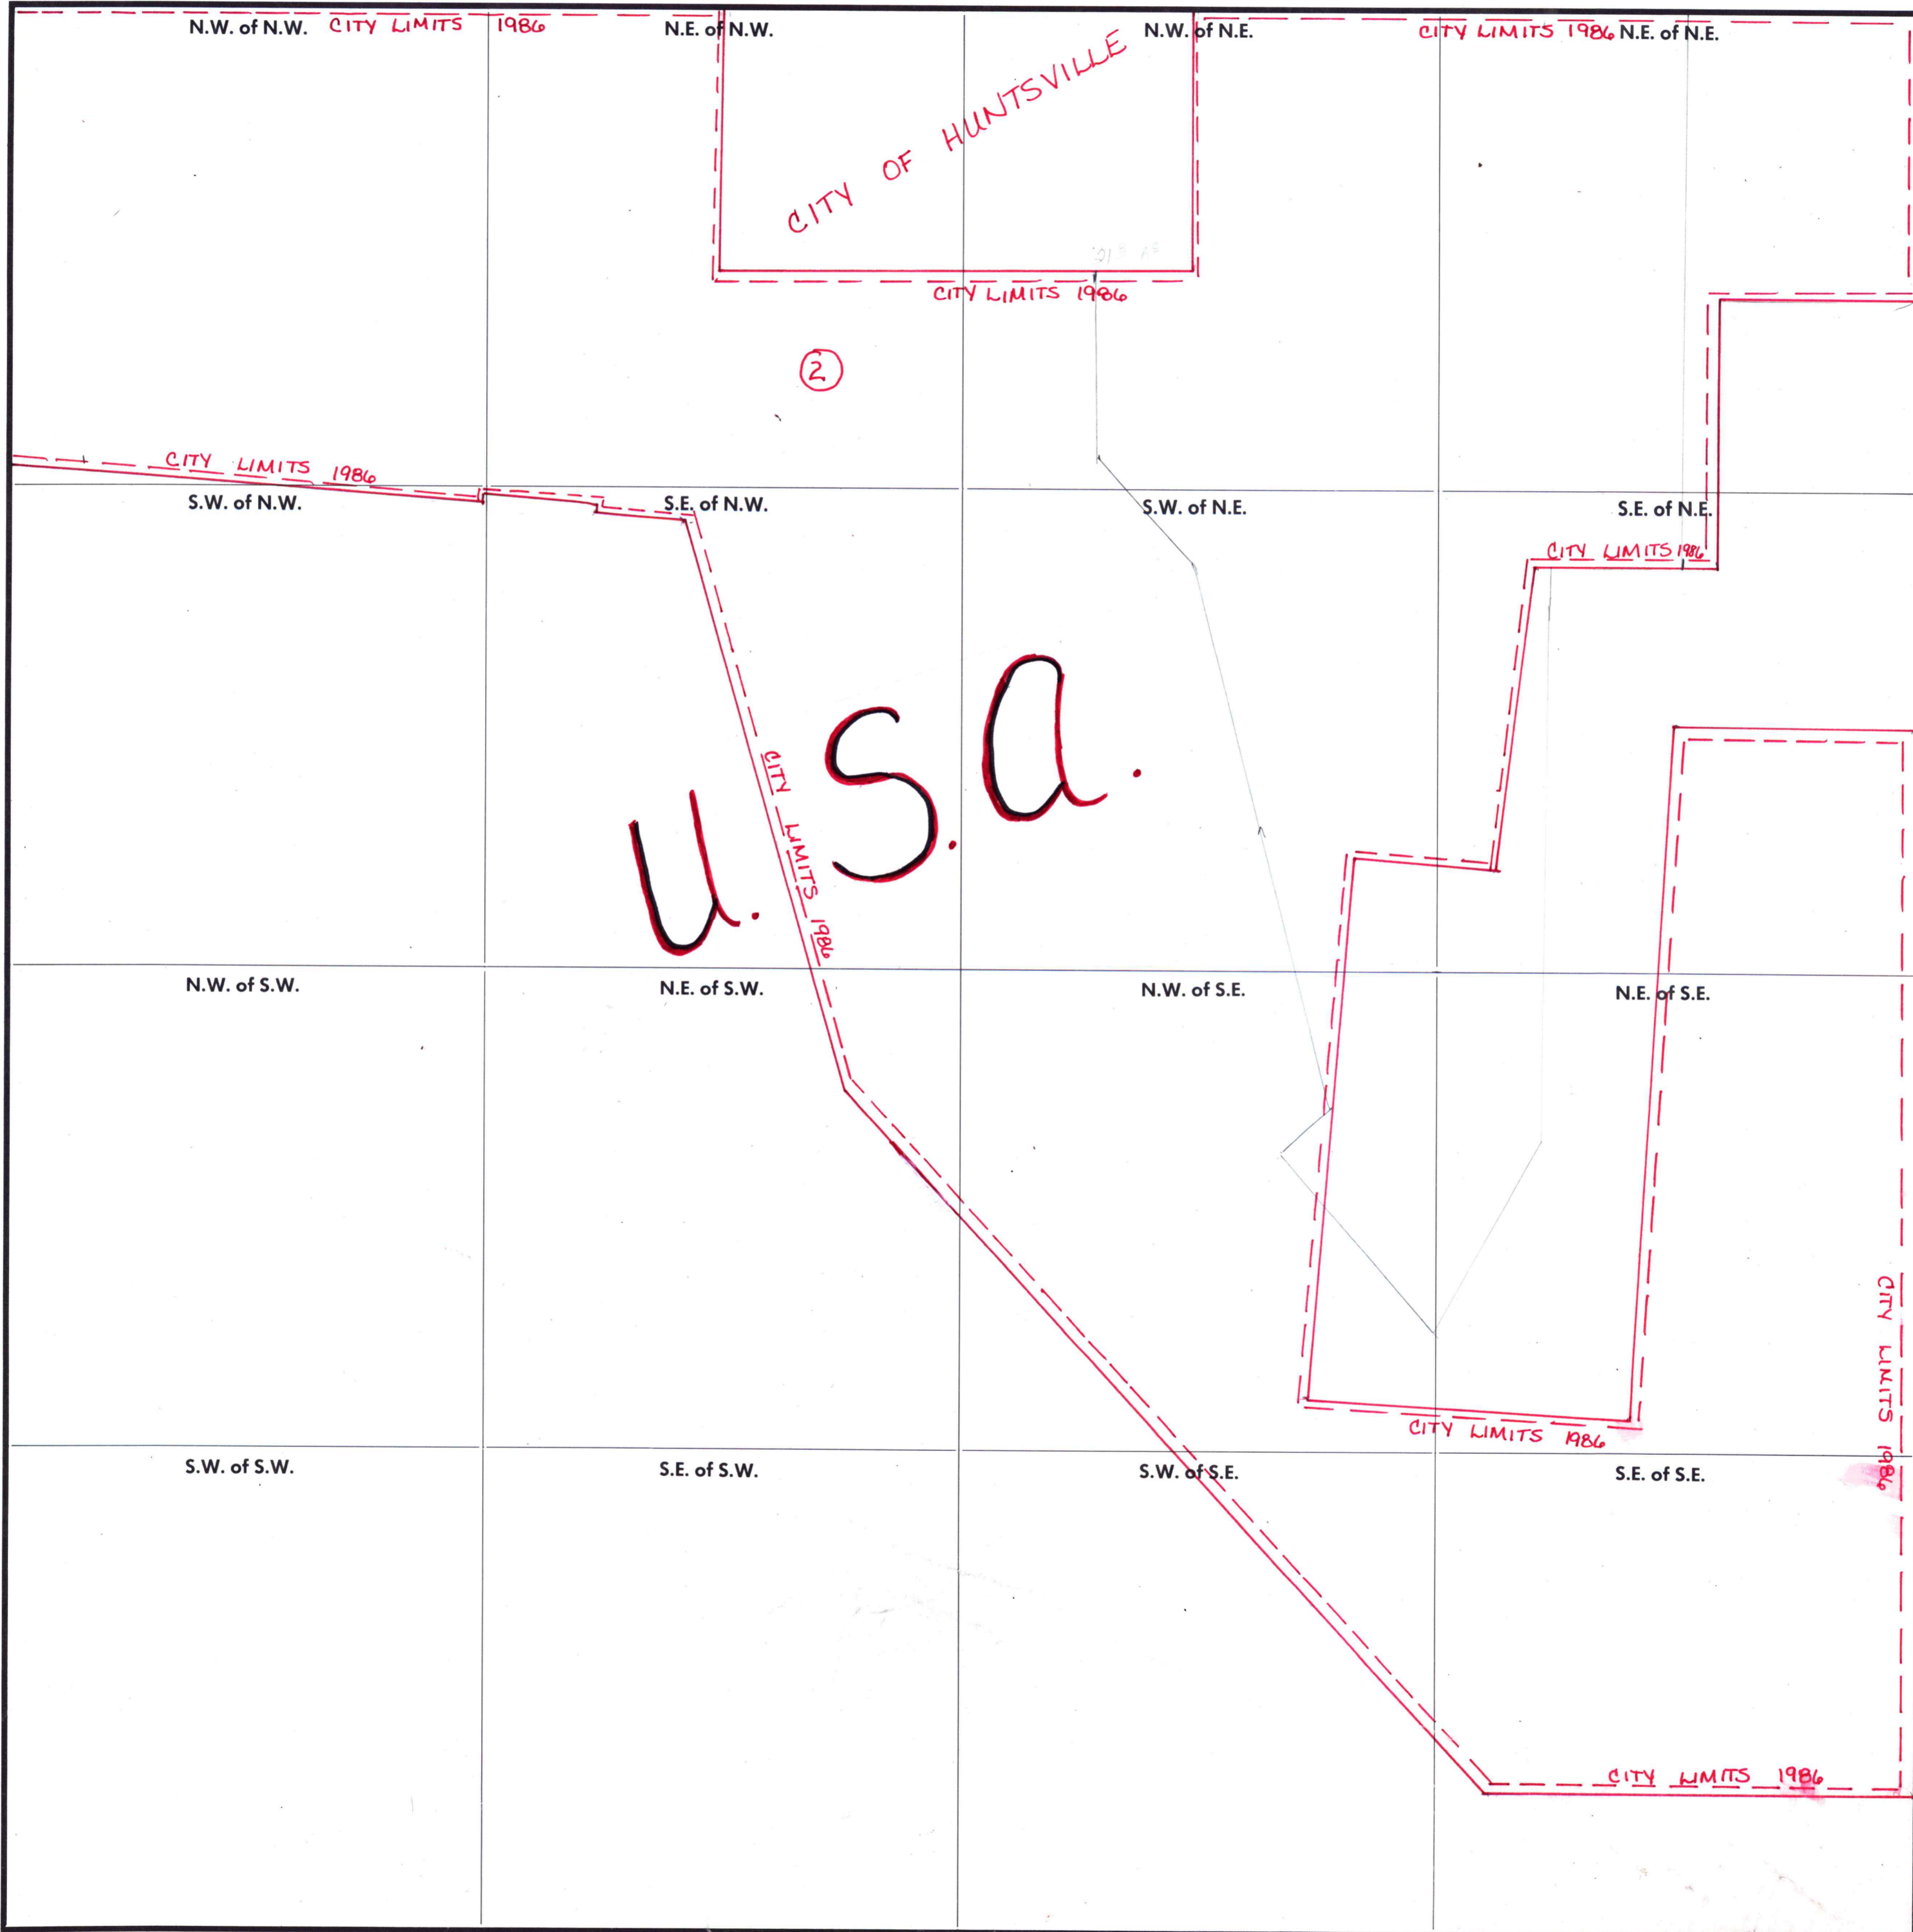 N.W. of N.W. CITY LIMITS 1986 N.E. of N.W. N.W. of N.E. CITY LIMITS 1986 N.E. of N.E.
CITY OF HUNTSVILLE
CITY LIMITS 1986
2
CITY LIMITS 1986
S.W. of N.W. S.E. of N.W. S.W. of N.E. S.E. of N.E.
CITY LIMITS 1986
U.S.A.
CITY LIMITS 1986
N.W. of S.W. N.E. of S.W. N.W. of S.E. N.E. of S.E.
CITY LIMITS 1986
CITY LIMITS 1986
S.W. of S.W. S.E. of S.W. S.W. of S.E. S.E. of S.E.
CITY LIMITS 1986